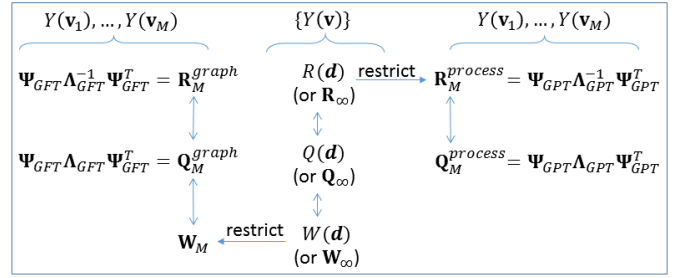 Y(𝐯₁), … , Y(𝐯_M)   {Y(𝐯)}   Y(𝐯₁), … , Y(𝐯_M)
𝚿_GFT 𝚲_GFT^{-1} 𝚿_GFT^T = 𝐑_M^{graph}   R(𝒅)   restrict   𝐑_M^{process} = 𝚿_GPT 𝚲_GPT^{-1} 𝚿_GPT^T
(or 𝐑_∞)
𝚿_GFT 𝚲_GFT 𝚿_GFT^T = 𝐐_M^{graph}   Q(𝒅)   𝐐_M^{process} = 𝚿_GPT 𝚲_GPT 𝚿_GPT^T
(or 𝐐_∞)
𝐖_M   restrict   W(𝒅)
(or 𝐖_∞)